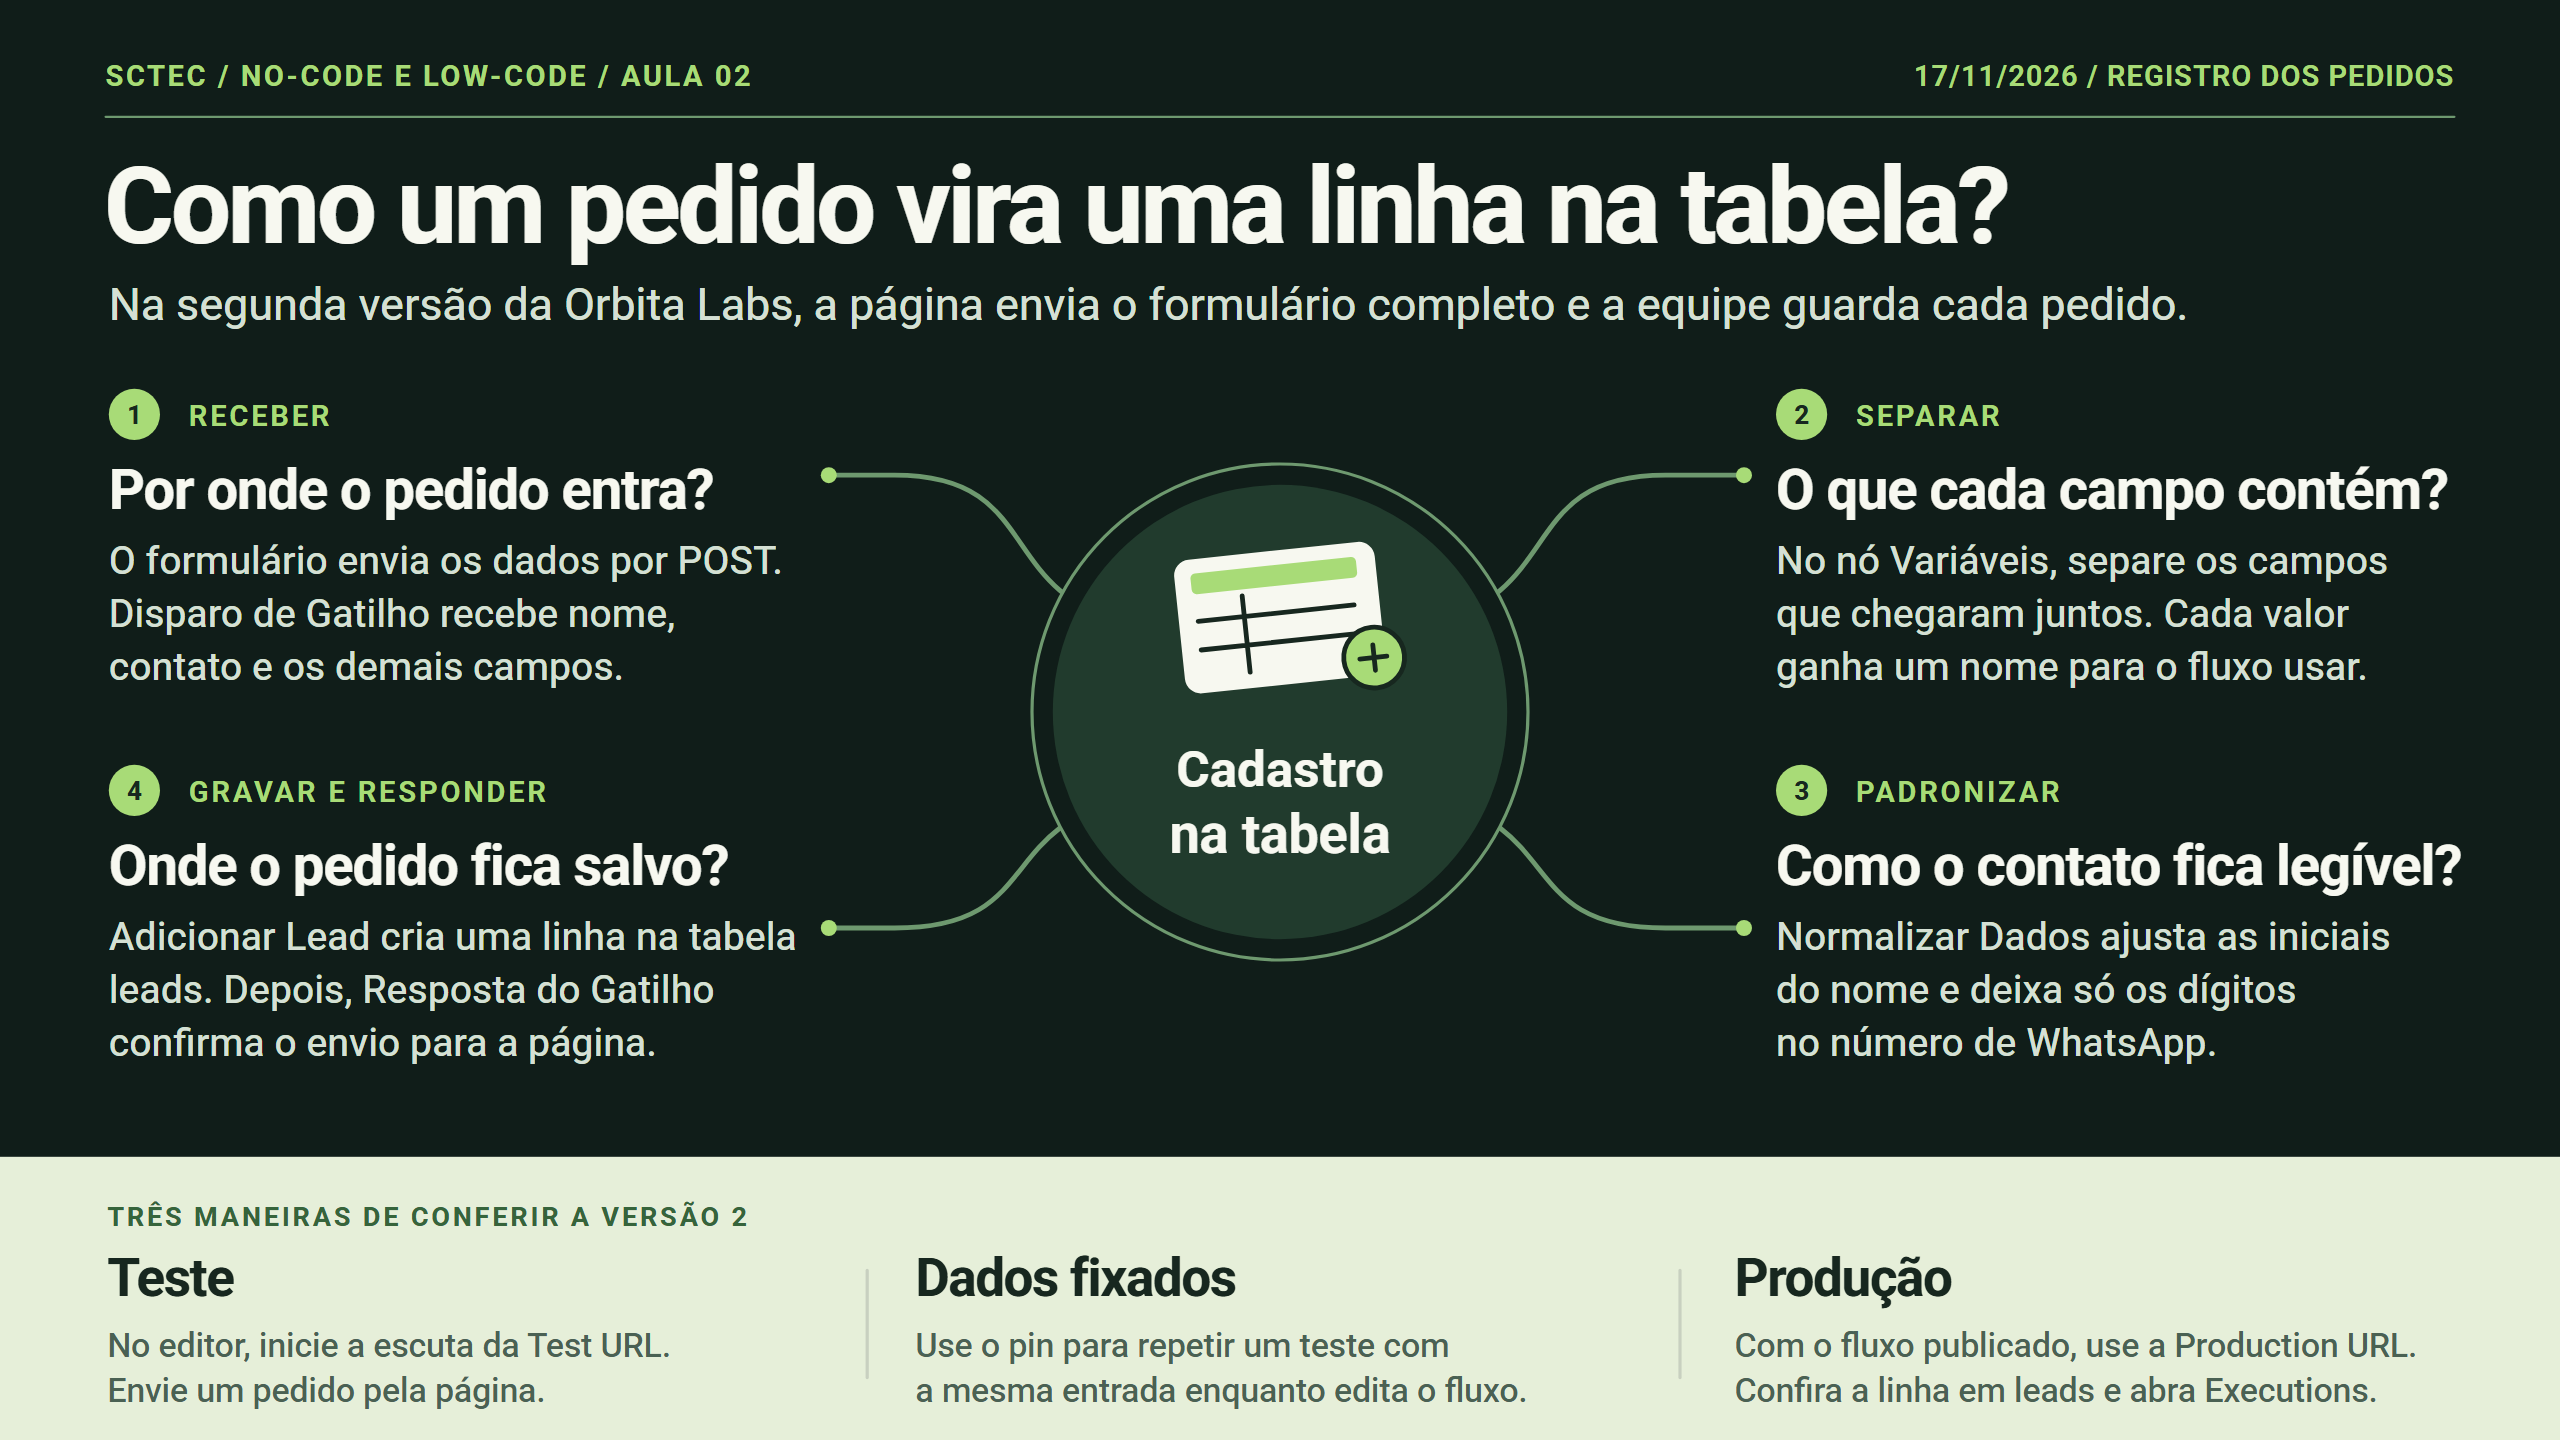 SCTEC / NO-CODE E LOW-CODE / AULA 02
17/11/2026 / REGISTRO DOS PEDIDOS
Como um pedido vira uma linha na tabela?
Na segunda versão da Orbita Labs, a página envia o formulário completo e a equipe guarda cada pedido.
1 RECEBER
Por onde o pedido entra?
O formulário envia os dados por POST.
Disparo de Gatilho recebe nome,
contato e os demais campos.
2 SEPARAR
O que cada campo contém?
No nó Variáveis, separe os campos
que chegaram juntos. Cada valor
ganha um nome para o fluxo usar.
Cadastro
na tabela
3 PADRONIZAR
Como o contato fica legível?
Normalizar Dados ajusta as iniciais
do nome e deixa só os dígitos
no número de WhatsApp.
4 GRAVAR E RESPONDER
Onde o pedido fica salvo?
Adicionar Lead cria uma linha na tabela
leads. Depois, Resposta do Gatilho
confirma o envio para a página.
TRÊS MANEIRAS DE CONFERIR A VERSÃO 2
Teste
No editor, inicie a escuta da Test URL.
Envie um pedido pela página.
Dados fixados
Use o pin para repetir um teste com
a mesma entrada enquanto edita o fluxo.
Produção
Com o fluxo publicado, use a Production URL.
Confira a linha em leads e abra Executions.